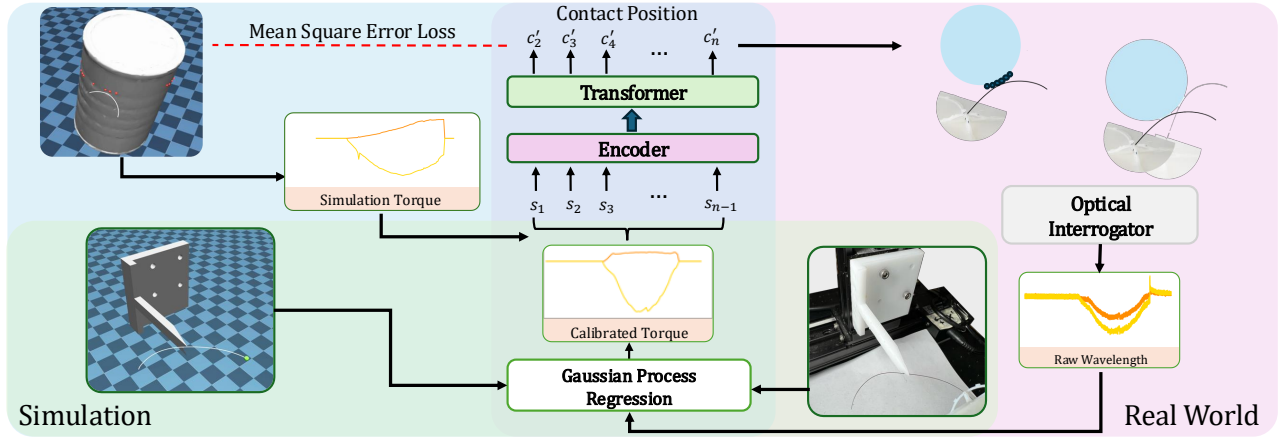 Contact Position
Mean Square Error Loss
c′₂ c′₃ c′₄ ... c′ₙ
Transformer
Encoder
Simulation Torque
s₁ s₂ s₃ ... sₙ₋₁
Optical
Interrogator
Calibrated Torque
Raw Wavelength
Gaussian Process
Regression
Simulation
Real World